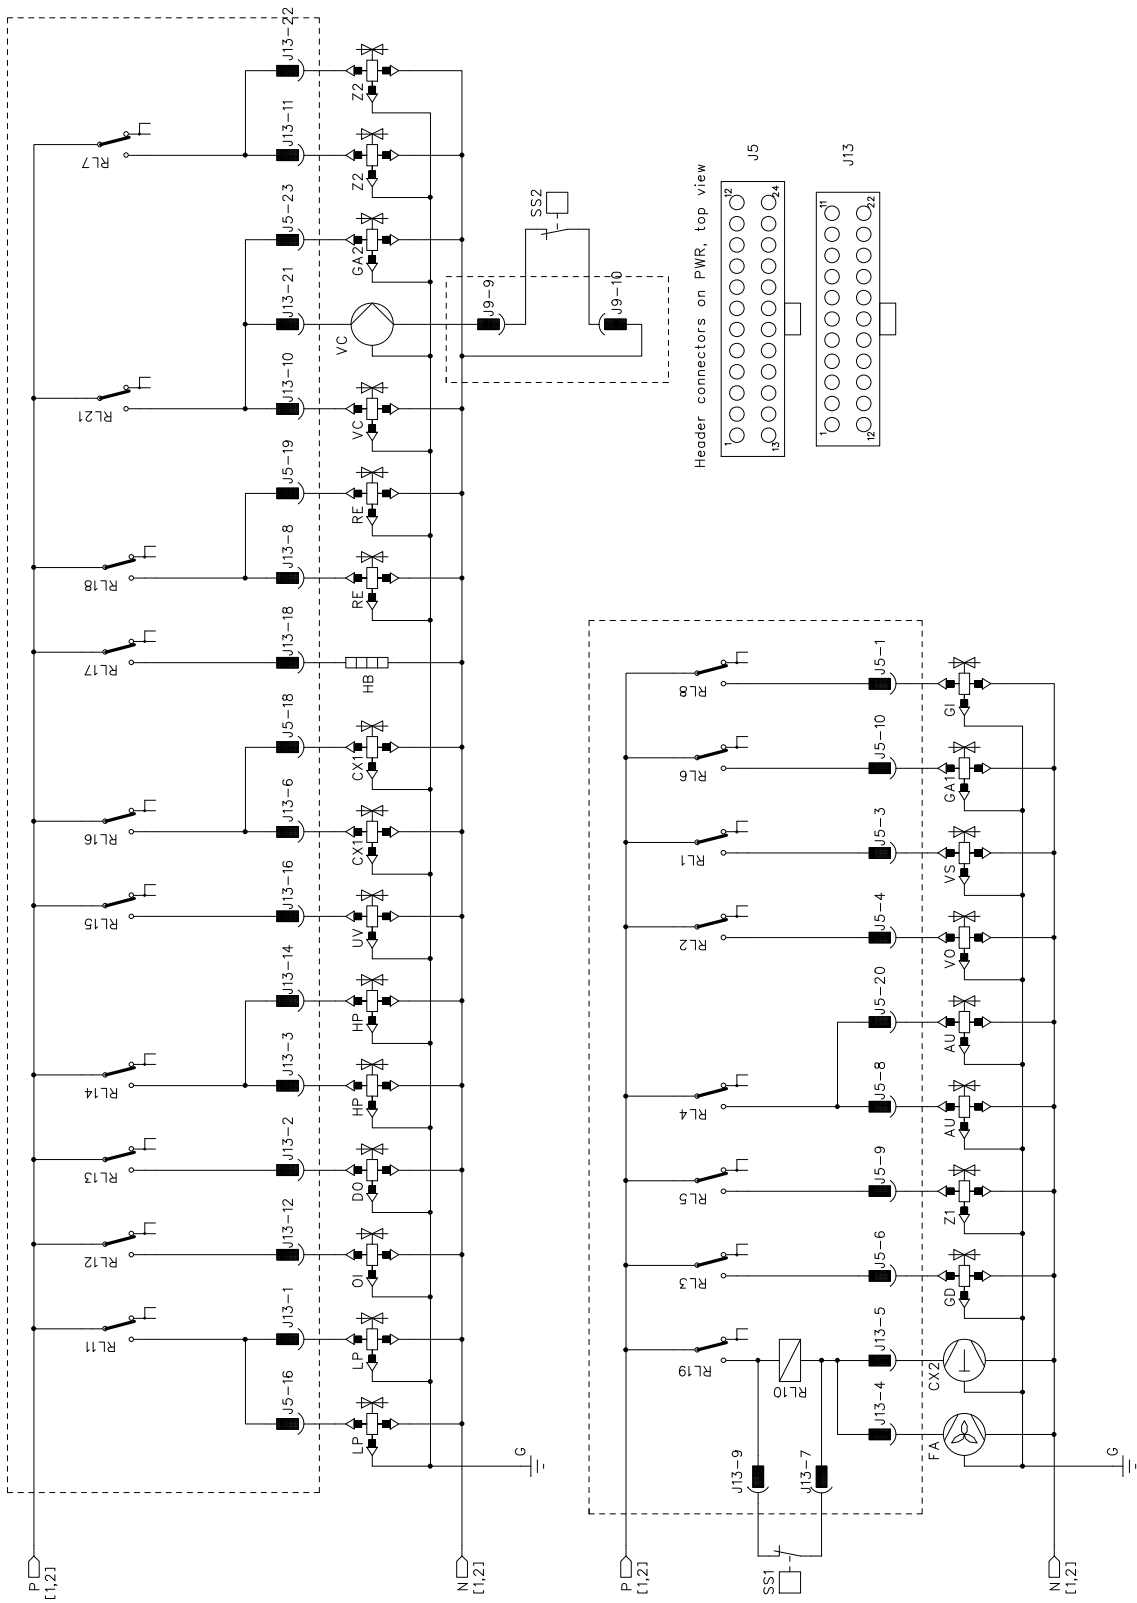 J13-22
J13-11
J5-23
J13-21
J13-10
J5-19
J13-8
J13-18
J5-18
J13-6
J13-16
J13-14
J13-3
J13-2
J13-12
J13-1
J5-16
RL7
RL21
RL18
RL17
RL16
RL15
RL14
RL13
RL12
RL11
Z2
Z2
GA2
VC
VC
RE
RE
HB
CX1
CX1
UV
HP
HP
DO
OI
LP
LP
G
P
[1,2]
N
[1,2]
J9-9
J9-10
SS2
Header connectors on PWR, top view
J5
1
12
13
24
J13
1
11
12
22
RL8
RL6
RL1
RL2
RL4
RL5
RL3
RL19
RL10
J5-1
J5-10
J5-3
J5-4
J5-20
J5-8
J5-9
J5-6
J13-5
J13-4
J13-9
J13-7
SS1
GI
GA1
VS
VO
AU
AU
Z1
GD
CX2
FA
G
P
[1,2]
N
[1,2]